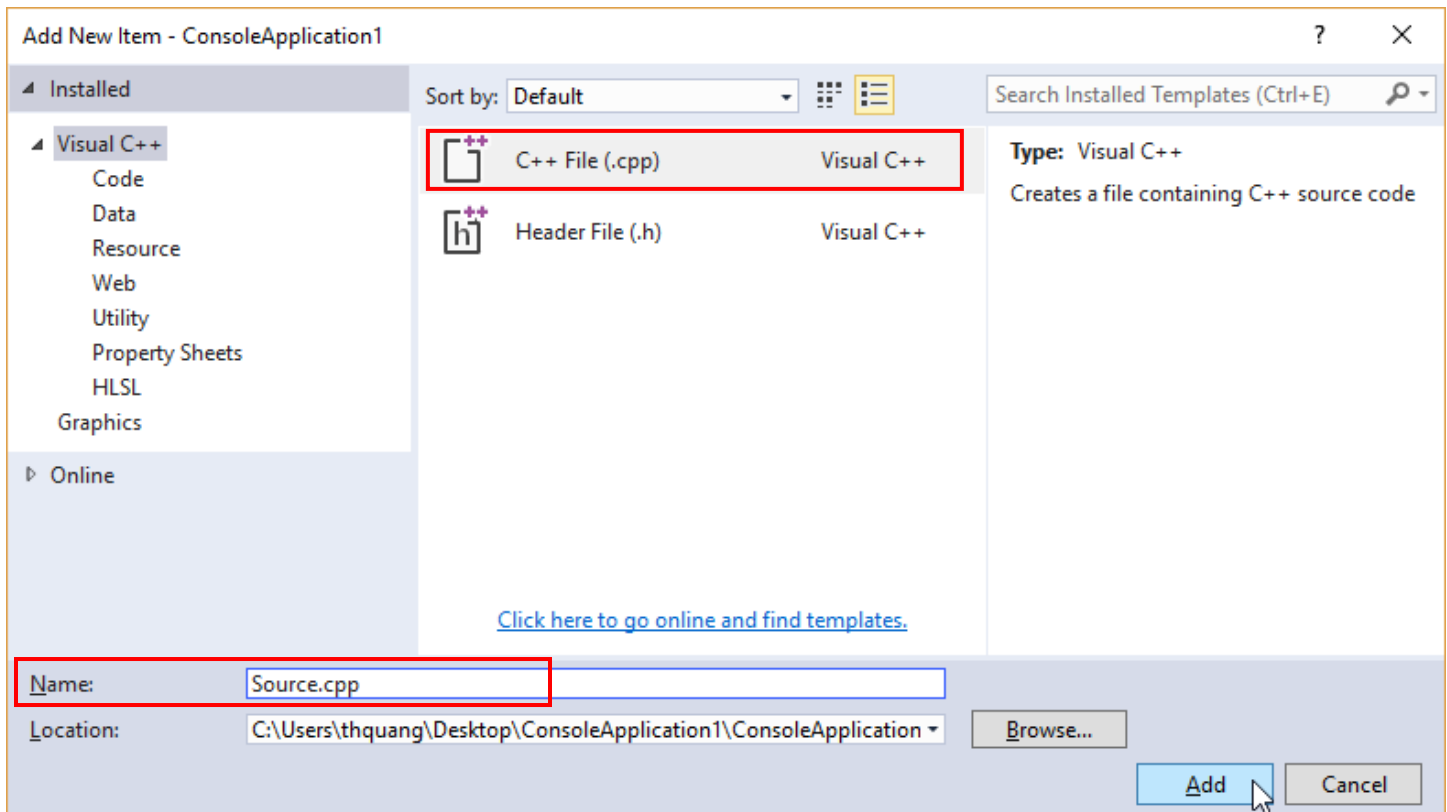 Add New Item - ConsoleApplication1
?
Installed
Sort by: Default
Search Installed Templates (Ctrl+E)
Visual C++
Code
Data
Resource
Web
Utility
Property Sheets
HLSL
Graphics
Online
C++ File (.cpp) Visual C++
h Header File (.h) Visual C++
Click here to go online and find templates.
Type: Visual C++
Creates a file containing C++ source code
Name: Source.cpp
Location: C:\Users\thquang\Desktop\ConsoleApplication1\ConsoleApplication
Browse...
Add Cancel